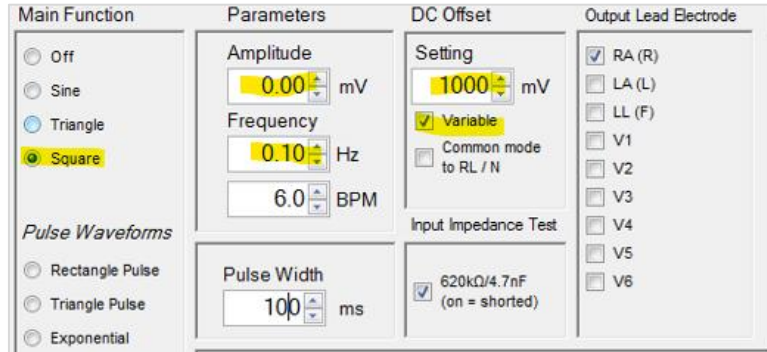 Main Function
Off
Sine
Triangle
Square
Pulse Waveforms
Rectangle Pulse
Triangle Pulse
Exponential
Parameters
Amplitude
0.00 mV
Frequency
0.10 Hz
6.0 BPM
Pulse Width
100 ms
DC Offset
Setting
1000 mV
Variable
Common mode
to RL / N
Input Impedance Test
620kΩ/4.7nF
(on = shorted)
Output Lead Electrode
RA (R)
LA (L)
LL (F)
V1
V2
V3
V4
V5
V6